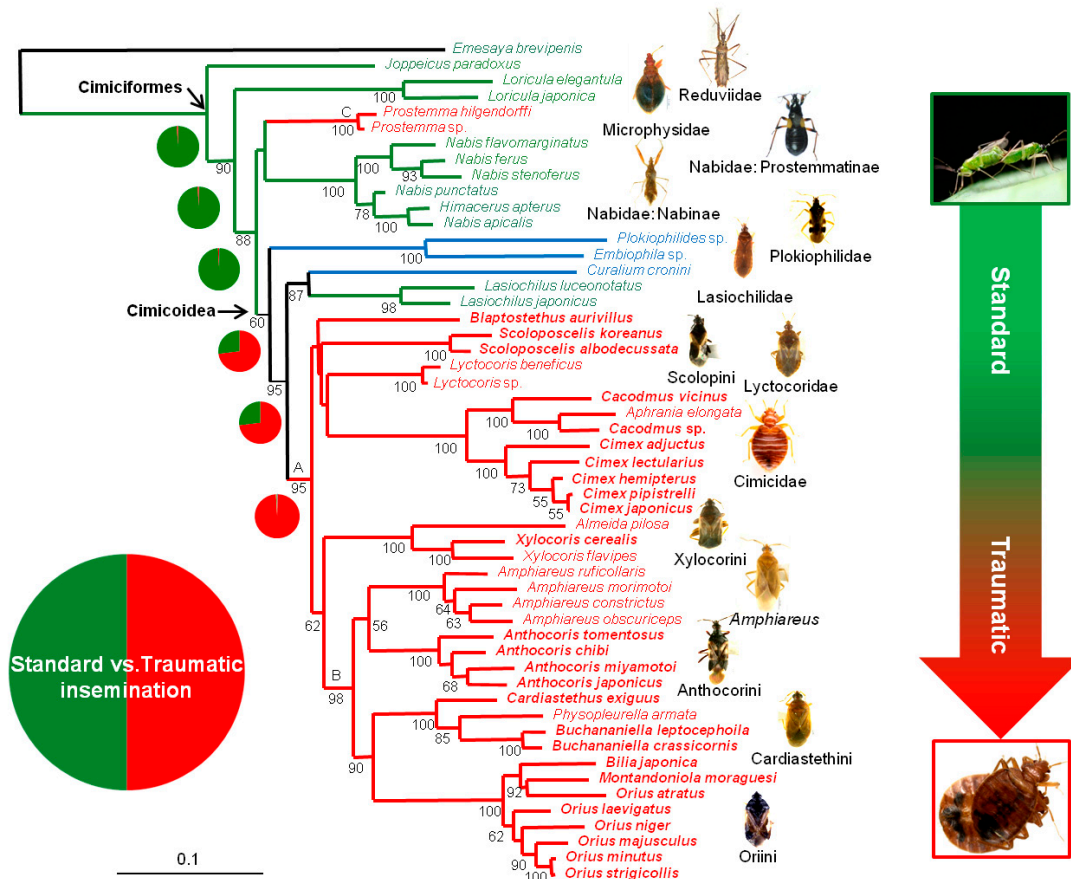 Emesaya brevipenis
Joppeicus paradoxus
Cimiciformes
Loricula elegantula
100
Loricula japonica
Reduviidae
C
Prostemma hilgendorffi
100
Prostemma sp.
Microphysidae
Nabis flavomarginatus
100
Nabis ferus
90
93
Nabis stenoferus
Nabidae: Prostemmatinae
100
Nabis punctatus
78
Himacerus apterus
100
Nabis apicalis
Nabidae: Nabinae
88
Plokiophilides sp.
100
Embiophila sp.
Plokiophilidae
Curalium cronini
87
Lasiochilus luceonotatus
98
Lasiochilus japonicus
Lasiochilidae
Cimicoidea
60
Blaptostethus aurivillus
Scoloposcelis koreanus
100
Scoloposcelis albodecussata
Lyctocoris beneficus
100
Lyctocoris sp.
Scolopini
Lyctocoridae
95
Cacodmus vicinus
100
Aphrania elongata
100
Cacodmus sp.
100
Cimex adjuctus
100
Cimex lectularius
73
Cimex hemipterus
55
Cimex pipistrelli
55
Cimex japonicus
Cimicidae
A
95
Almeida pilosa
100
Xylocoris cerealis
100
Xylocoris flavipes
Xylocorini
Amphiareus ruficollaris
100
Amphiareus morimotoi
64
Amphiareus constrictus
63
Amphiareus obscuriceps
Amphiareus
62
56
Anthocoris tomentosus
100
Anthocoris chibi
Anthocoris miyamotoi
68
Anthocoris japonicus
Anthocorini
B
98
Cardiastethus exiguus
100
Physopleurella armata
85
Buchananiella leptocephoila
100
Buchananiella crassicornis
Cardiastethini
90
Bilia japonica
Montandoniola moraguesi
92
Orius atratus
100
Orius laevigatus
62
Orius niger
Orius majusculus
90
Orius minutus
100
Orius strigicollis
Oriini
Standard vs.Traumatic
insemination
0.1
Standard
Traumatic